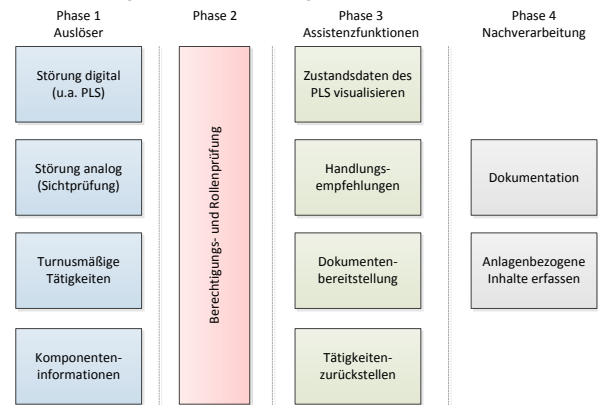 Phase 1
Auslöser
Störung digital
(u.a. PLS)
Störung analog
(Sichtprüfung)
Turnusmäßige
Tätigkeiten
Komponenten-
informationen
Phase 2
Berechtigungs- und Rollenprüfung
Phase 3
Assistenzfunktionen
Zustandsdaten des
PLS visualisieren
Handlungs-
empfehlungen
Dokumenten-
bereitstellung
Tätigkeiten-
zurückstellen
Phase 4
Nachverarbeitung
Dokumentation
Anlagenbezogene
Inhalte erfassen